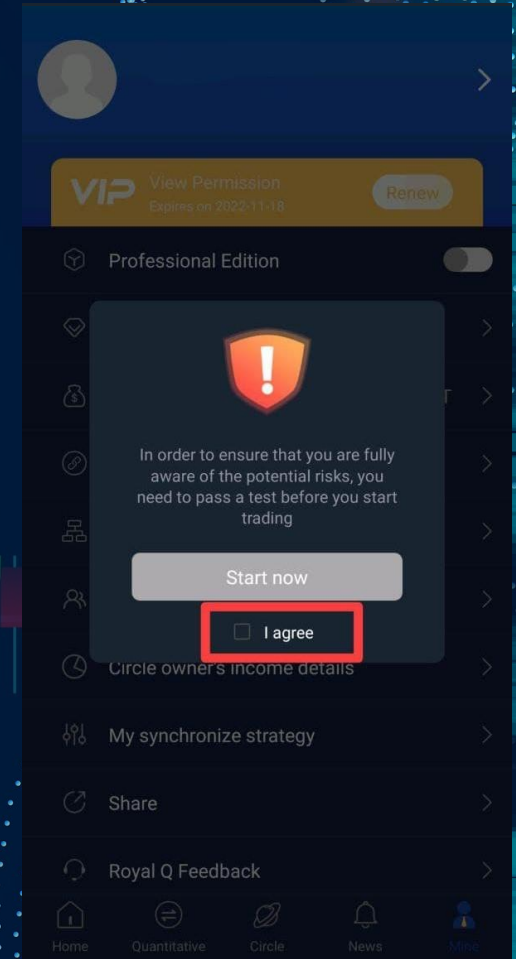 VIP
View Permission
Expires on 2022-11-18
Renew
Professional Edition
T
In order to ensure that you are fully
aware of the potential risks, you
need to pass a test before you start
trading
Start now
I agree
Circle owner's income details
My synchronize strategy
Share
Royal Q Feedback
Home
Quantitative
Circle
News
Mine